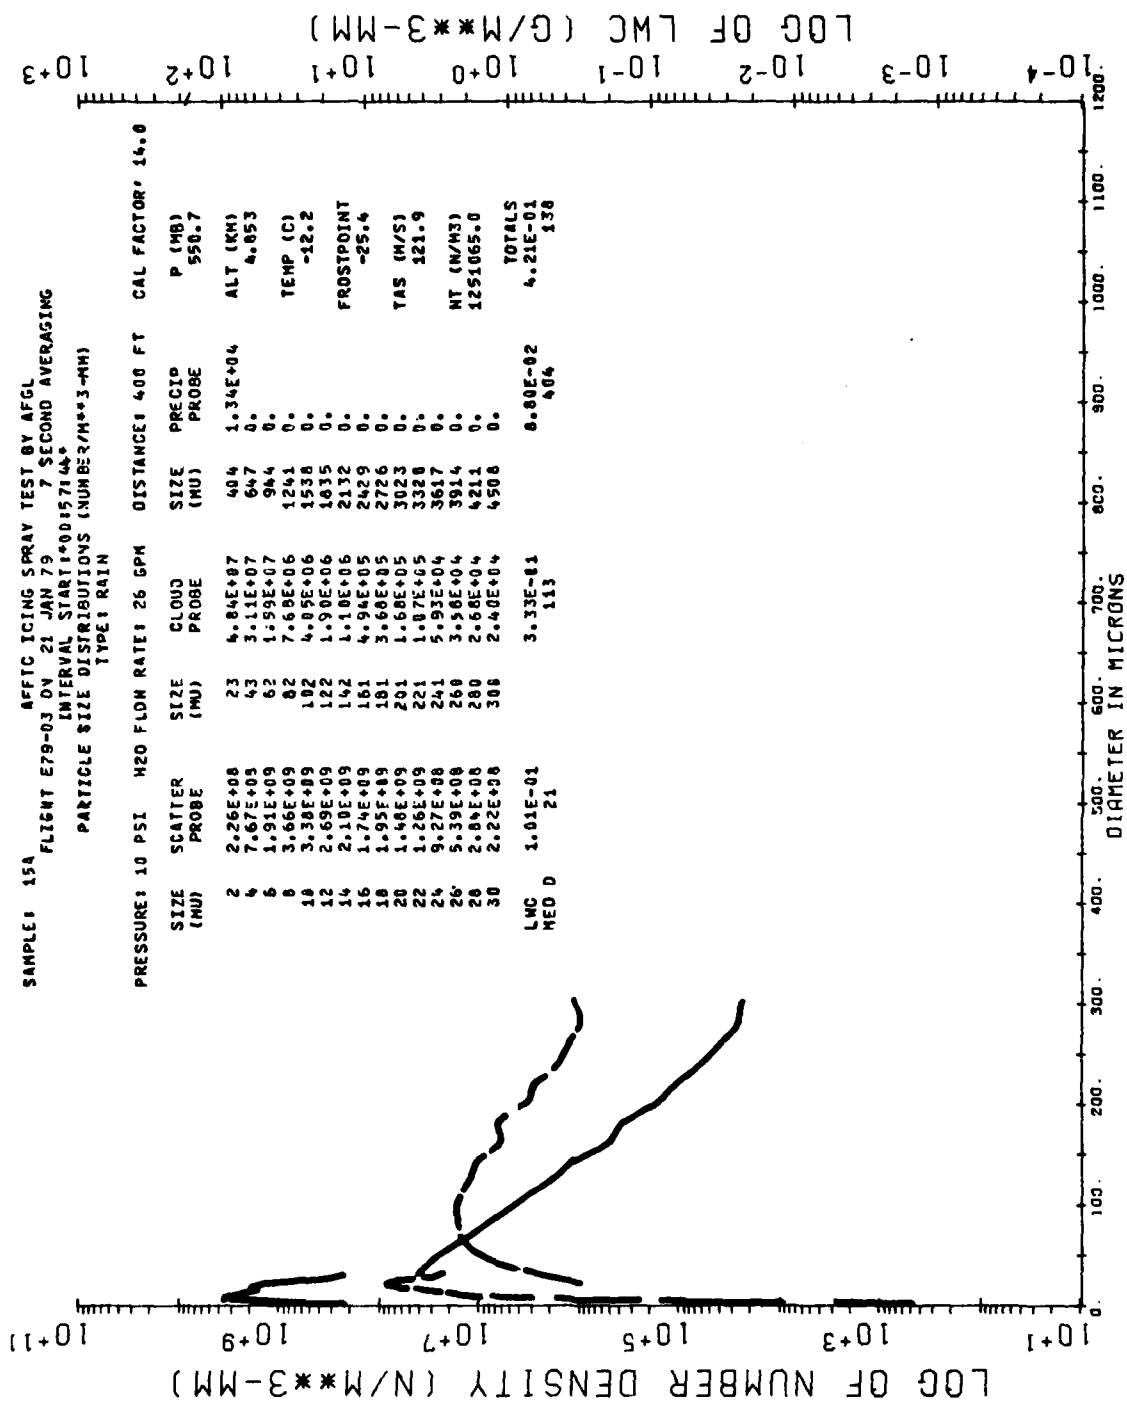 SAMPLE: 15A AFFTC ICING SPRAY TEST BY AFGL
FLIGHT E79-03 ON 21 JAN 79 7 SECOND AVERAGING
INTERVAL START:*00:57:44*
PARTICLE SIZE DISTRIBUTIONS (NUMBER/M**3-MM)
TYPE: RAIN
PRESSURE: 10 PSI H2O FLOW RATE: 26 GPM DISTANCE: 400 FT CAL FACTOR' 14.0
SIZE SCATTER SIZE CLOUD SIZE PRECIP P (MB)
(MU) PROBE (MU) PROBE (MU) PROBE 550.7
2 2.26E+08 23 4.84E+07 404 1.34E+04 ALT (KM)
4 7.67E+08 43 3.11E+07 647 0. 4.853
6 1.91E+09 62 1.59E+07 944 0.
8 3.66E+09 82 7.68E+06 1241 0. TEMP (C)
10 3.38E+09 102 4.05E+06 1538 0. -12.2
12 2.69E+09 122 1.90E+06 1835 0.
14 2.10E+09 142 1.10E+06 2132 0. FROSTPOINT
16 1.74E+09 161 4.94E+05 2429 0. -25.4
18 1.95E+09 181 3.68E+05 2726 0.
20 1.48E+09 201 1.68E+05 3023 0. TAS (M/S)
22 1.26E+09 221 1.07E+05 3320 0. 121.9
24 9.27E+08 241 5.93E+04 3617 0.
26 5.39E+08 260 3.58E+04 3914 0. NT (N/M3)
28 2.84E+08 280 2.68E+04 4211 0. 1251065.0
30 2.22E+08 300 2.40E+04 4508 0.
TOTALS
LWC 1.01E-01 3.33E-01 8.80E-02 4.21E-01
MED D 21 113 404 138
LOG OF NUMBER DENSITY (N/M**3-MM)
10+11 10+9 10+7 10+5 10+3 10+1
LOG OF LWC (G/M**3-MM)
10+3 10+2 10+1 10+0 10-1 10-2 10-3 10-4
0. 100. 200. 300. 400. 500. 600. 700. 800. 900. 1000. 1100. 1200.
DIAMETER IN MICRONS